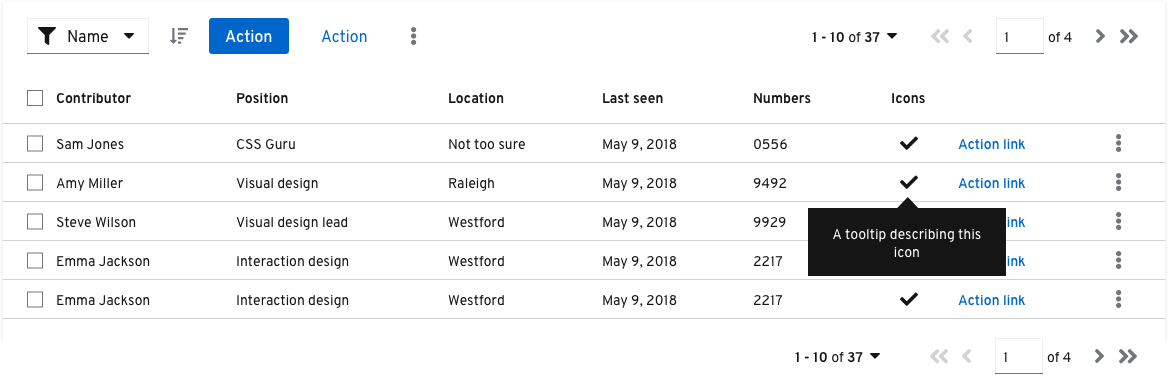 Name Action Action 1 - 10 of 37 1 of 4
Contributor Position Location Last seen Numbers Icons
Sam Jones CSS Guru Not too sure May 9, 2018 0556 Action link
Amy Miller Visual design Raleigh May 9, 2018 9492 Action link
Steve Wilson Visual design lead Westford May 9, 2018 9929 link
A tooltip describing this
icon
Emma Jackson Interaction design Westford May 9, 2018 2217 link
Emma Jackson Interaction design Westford May 9, 2018 2217 Action link
1 - 10 of 37 1 of 4